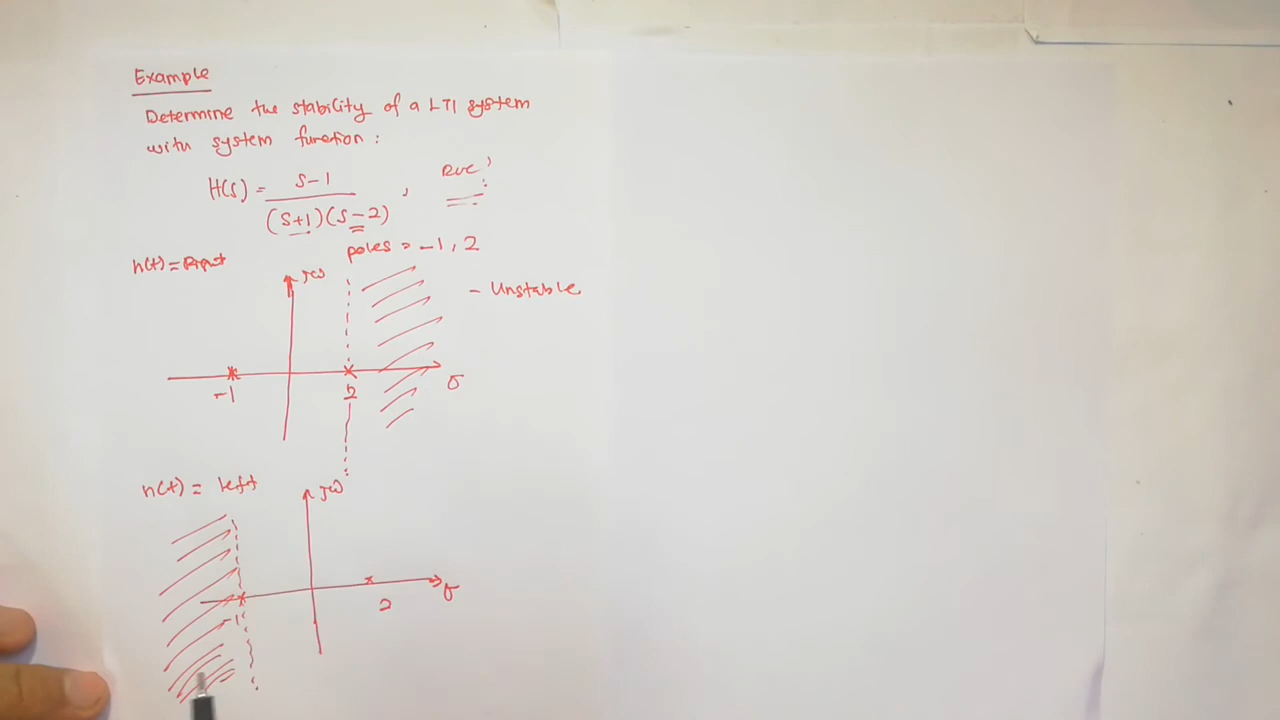 Example
Determine the stability of a LTI system
with system function :
H(s) = s-1 / (s+1)(s-2) , ROC ?
poles = -1, 2
h(t) = Right
jω
- Unstable
-1
2
σ
h(t) = left
jω
-1
2
σ